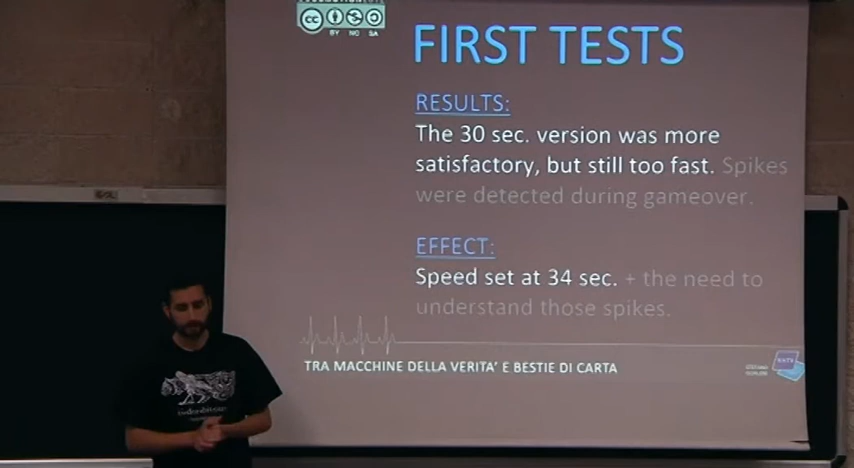 BY NC SA
FIRST TESTS
RESULTS:
The 30 sec. version was more
satisfactory, but still too fast. Spikes
were detected during gameover.
EFFECT:
Speed set at 34 sec. + the need to
understand those spikes.
TRA MACCHINE DELLA VERITA' E BESTIE DI CARTA